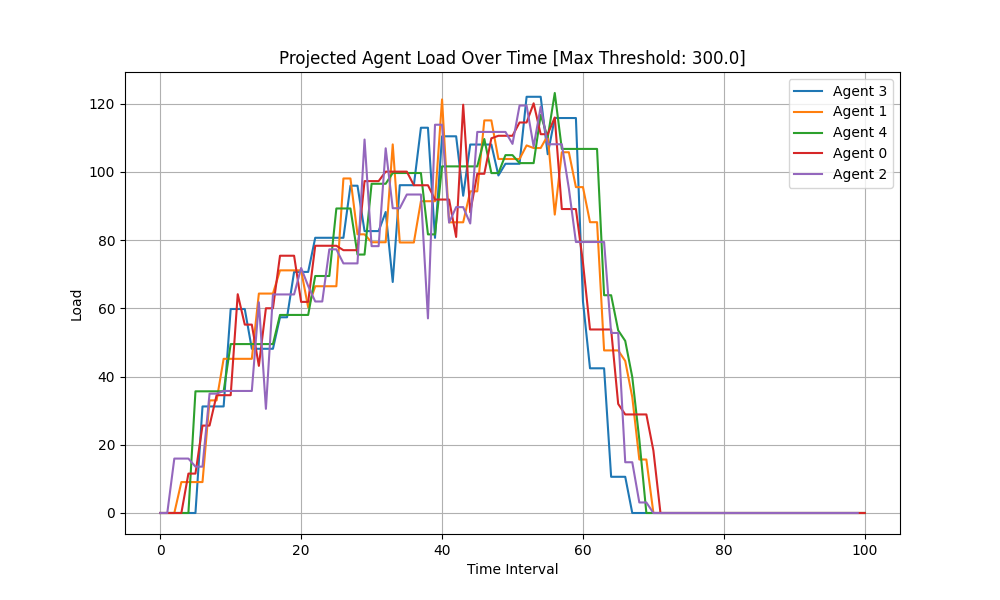 Projected Agent Load Over Time [Max Threshold: 300.0]
Agent 3
Agent 1
Agent 4
Agent 0
Agent 2
Load
120
100
80
60
40
20
0
0 20 40 60 80 100
Time Interval